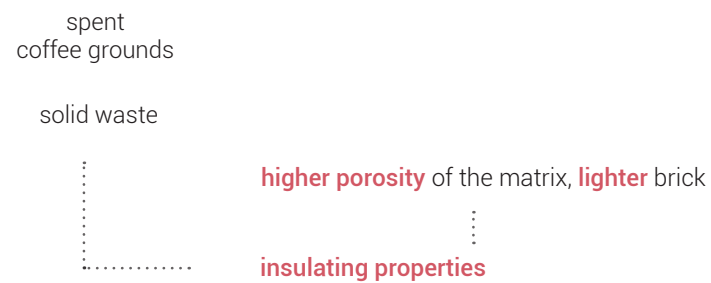 spent
coffee grounds
solid waste
higher porosity of the matrix, lighter brick
insulating properties